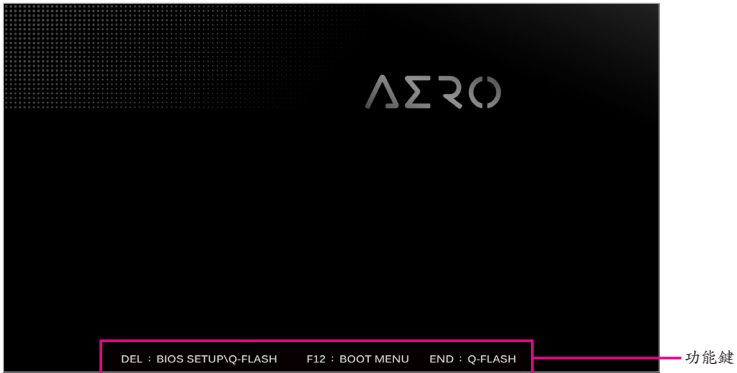 AERO
DEL : BIOS SETUP\Q-FLASH F12 : BOOT MENU END : Q-FLASH
功能鍵